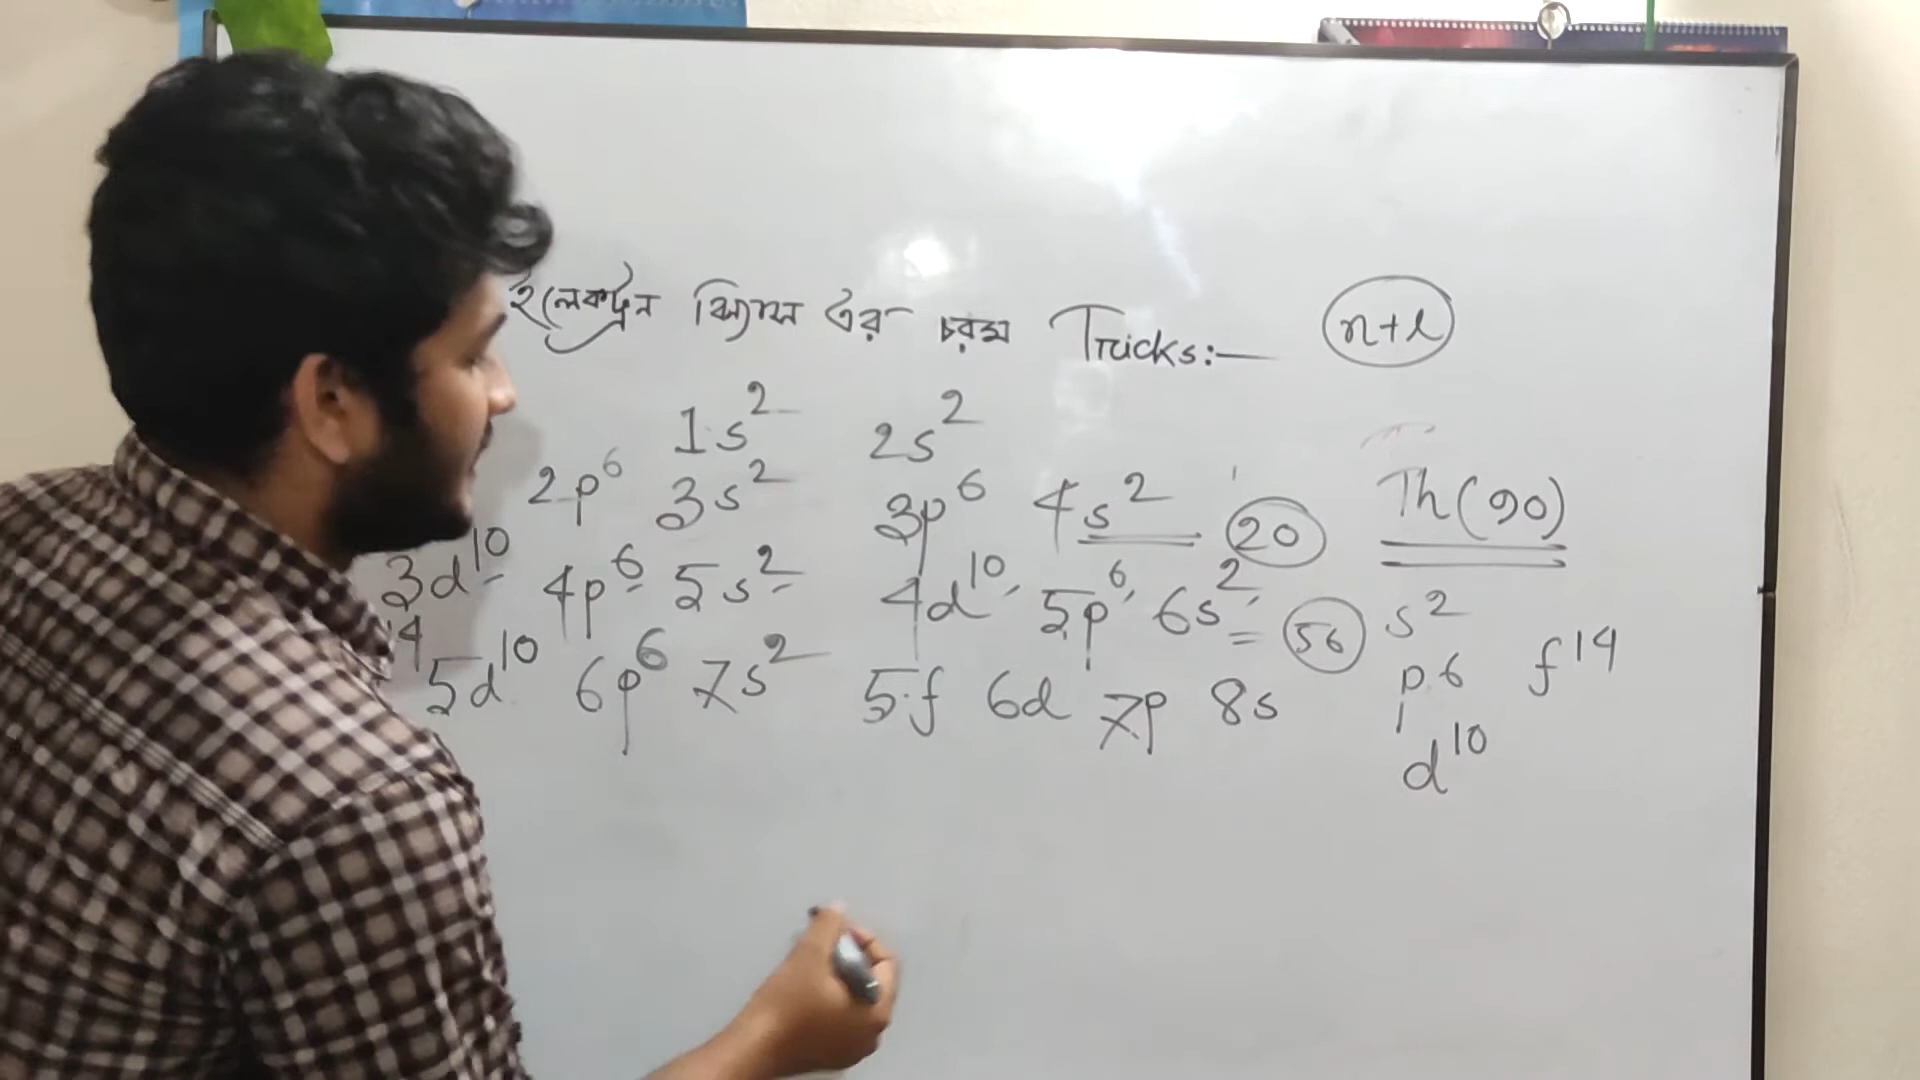 ইলেকট্রন বিন্যাস এর চরম Tricks:— n+l
1s² 2s²
2p⁶ 3s² 3p⁶ 4s² 20 Th(90)
3d¹⁰ 4p⁶ 5s² 4d¹⁰ 5p⁶ 6s² = 56 s²
14 5d¹⁰ 6p⁶ 7s² 5f 6d 7p 8s p6 f¹⁴
d¹⁰